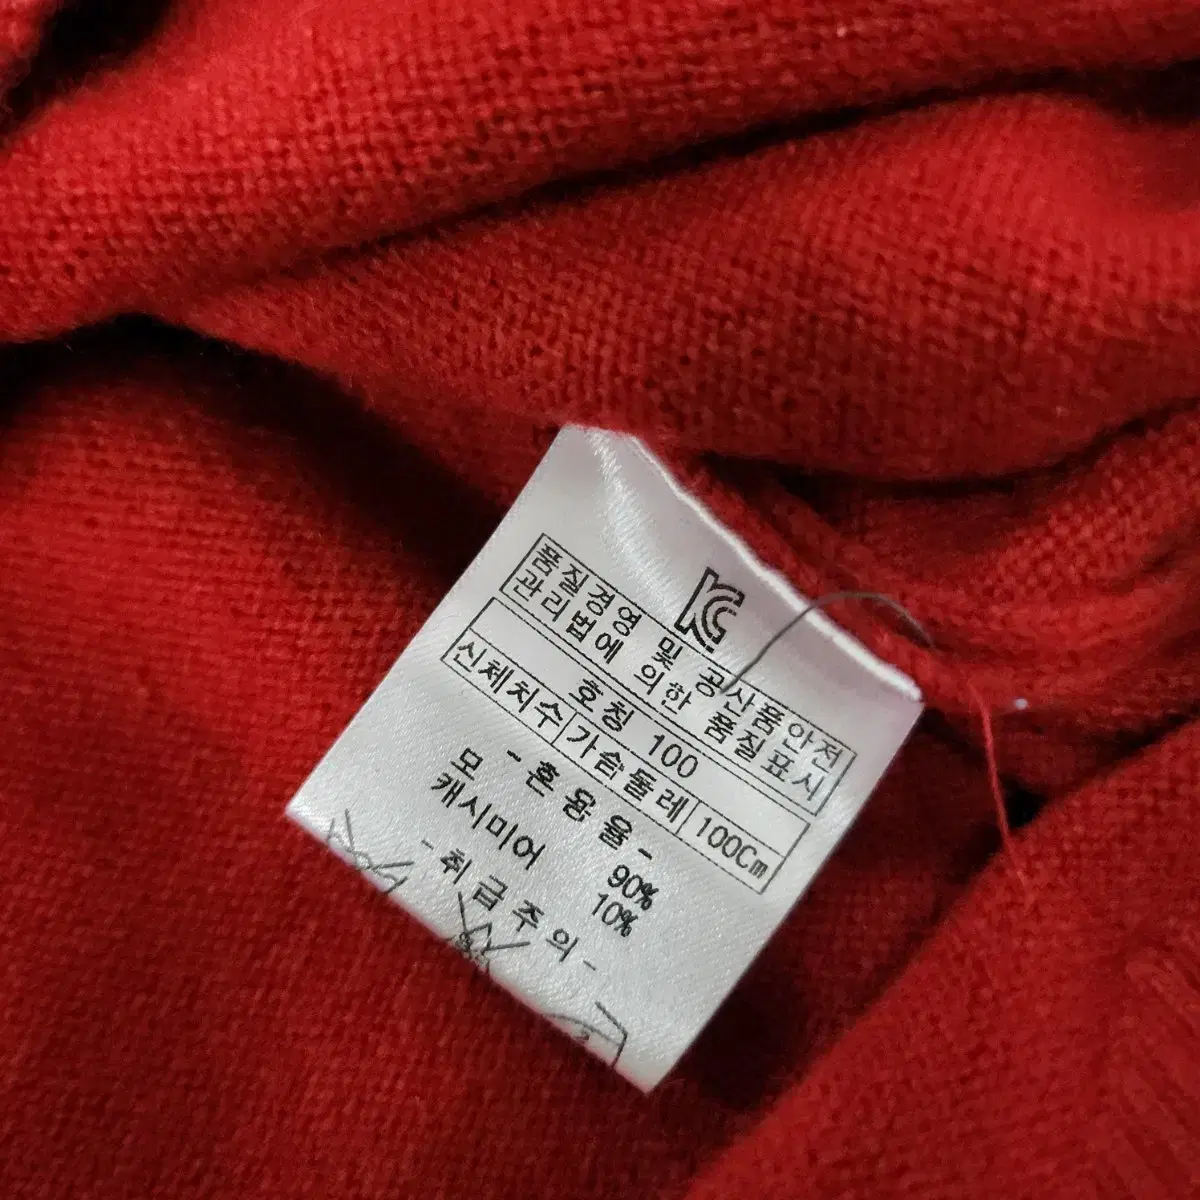 KC
품질경영 및 공산품안전
관리법에 의한 품질표시
호칭 100
신체치수 가슴둘레 100Cm
-혼용율-
모 90%
캐시미어 10%
-취급주의-